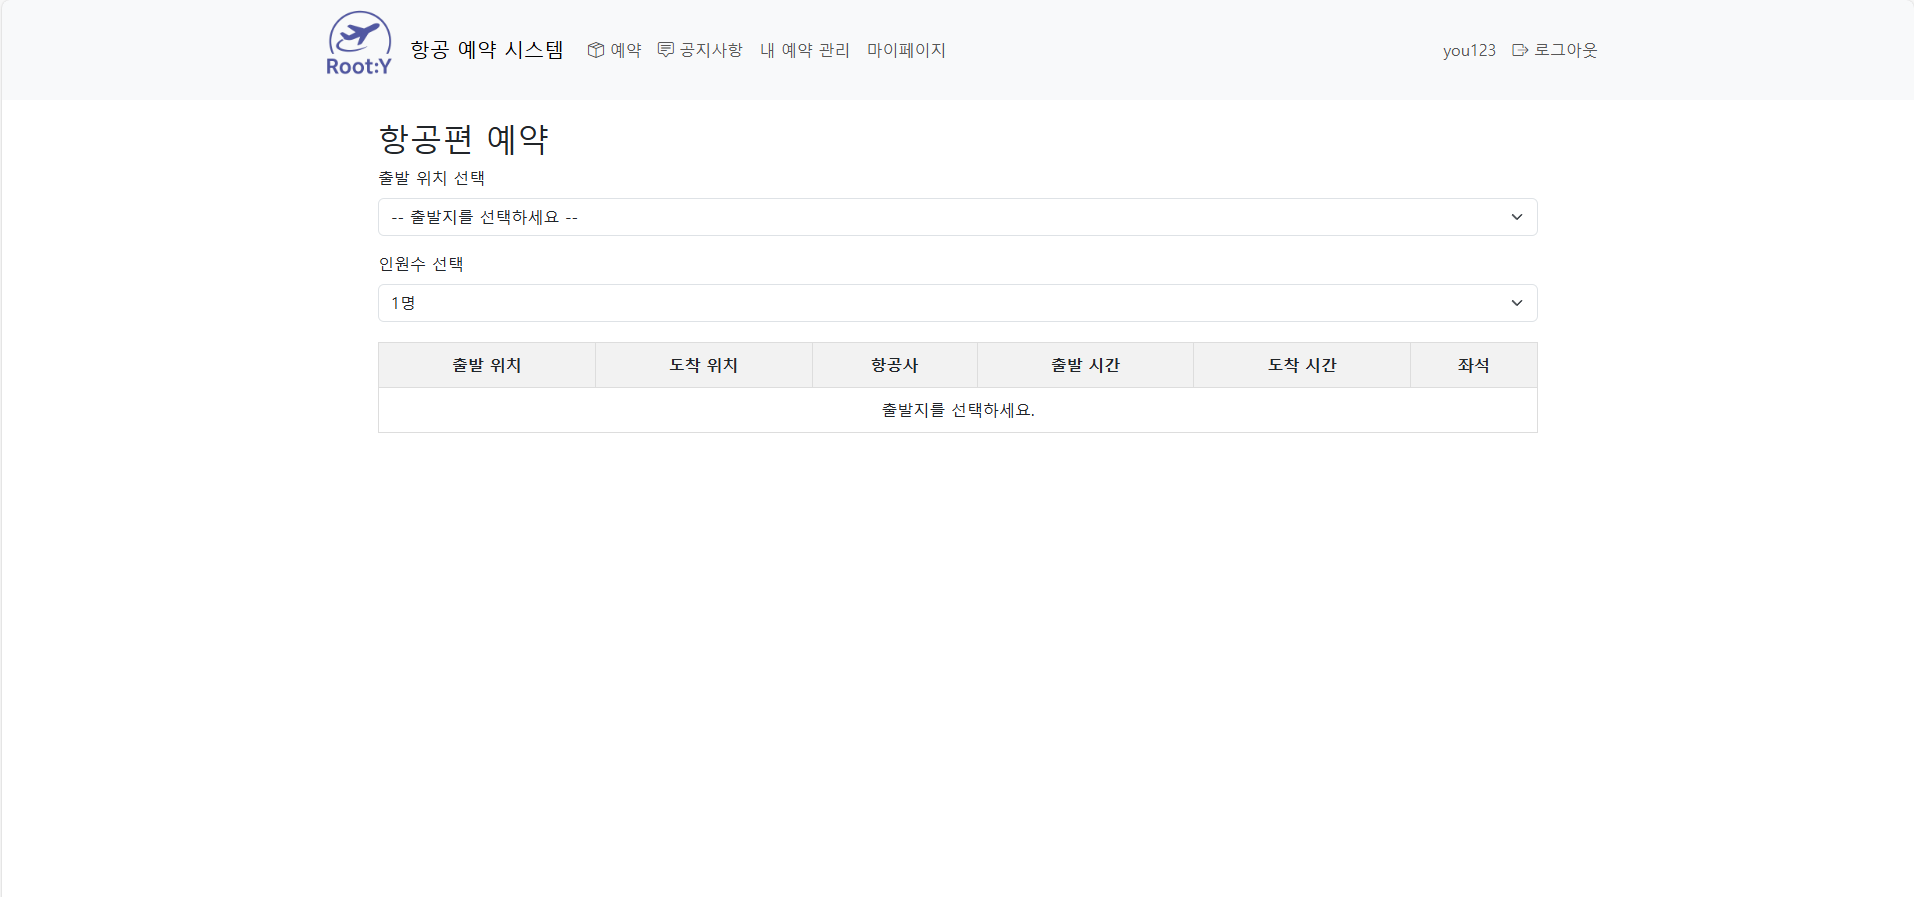 Root:Y
항공 예약 시스템 예약 공지사항 내 예약 관리 마이페이지 you123 로그아웃
항공편 예약
출발 위치 선택
-- 출발지를 선택하세요 --
인원수 선택
1명
출발 위치 도착 위치 항공사 출발 시간 도착 시간 좌석
출발지를 선택하세요.